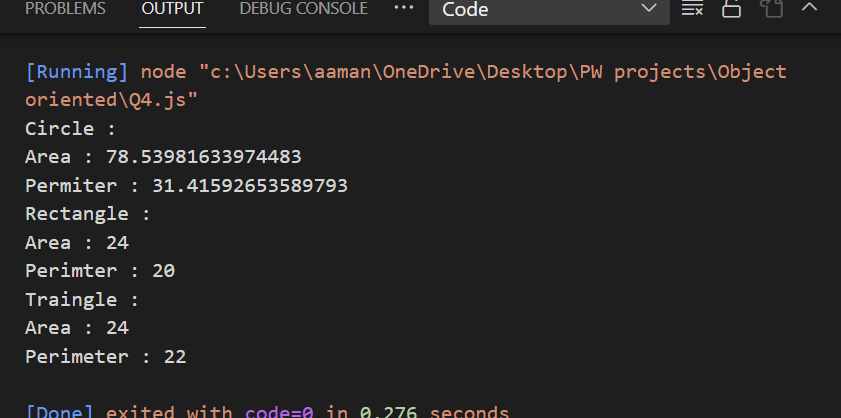 PROBLEMS OUTPUT DEBUG CONSOLE ··· Code
[Running] node "c:\Users\aaman\OneDrive\Desktop\PW projects\Object
oriented\Q4.js"
Circle :
Area : 78.53981633974483
Permiter : 31.41592653589793
Rectangle :
Area : 24
Perimter : 20
Traingle :
Area : 24
Perimeter : 22
[Done] exited with code=0 in 0.276 seconds